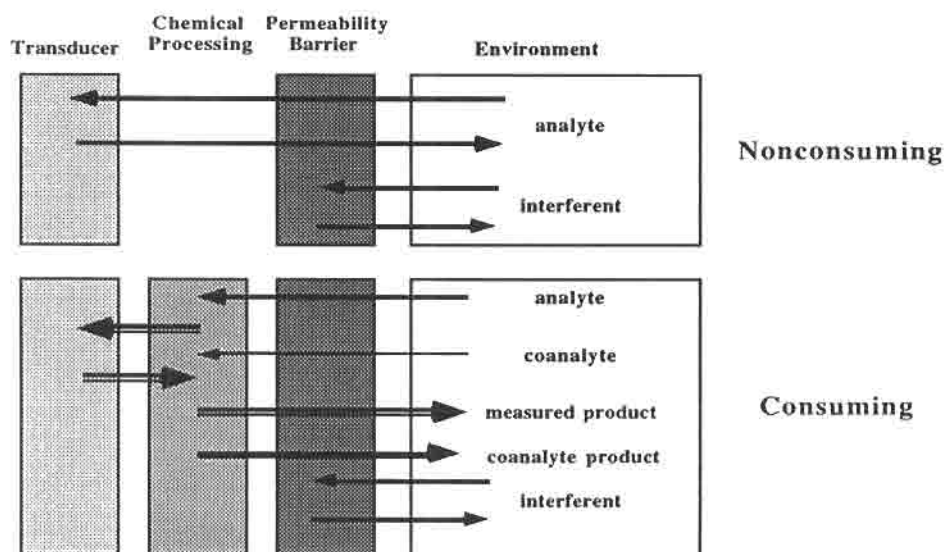 Transducer
Chemical
Processing
Permeability
Barrier
Environment
analyte
interferent
Nonconsuming
analyte
coanalyte
measured product
coanalyte product
interferent
Consuming